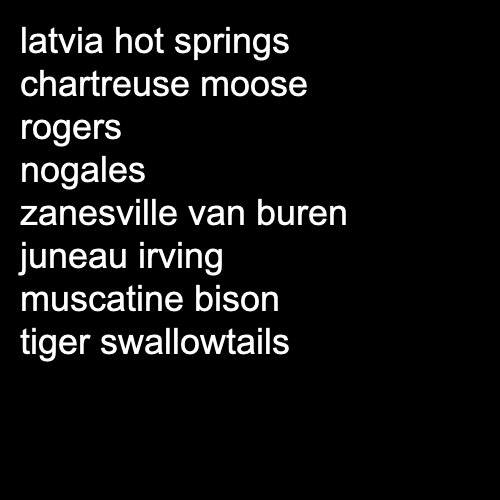 latvia hot springs
chartreuse moose
rogers
nogales
zanesville van buren
juneau irving
muscatine bison
tiger swallowtails